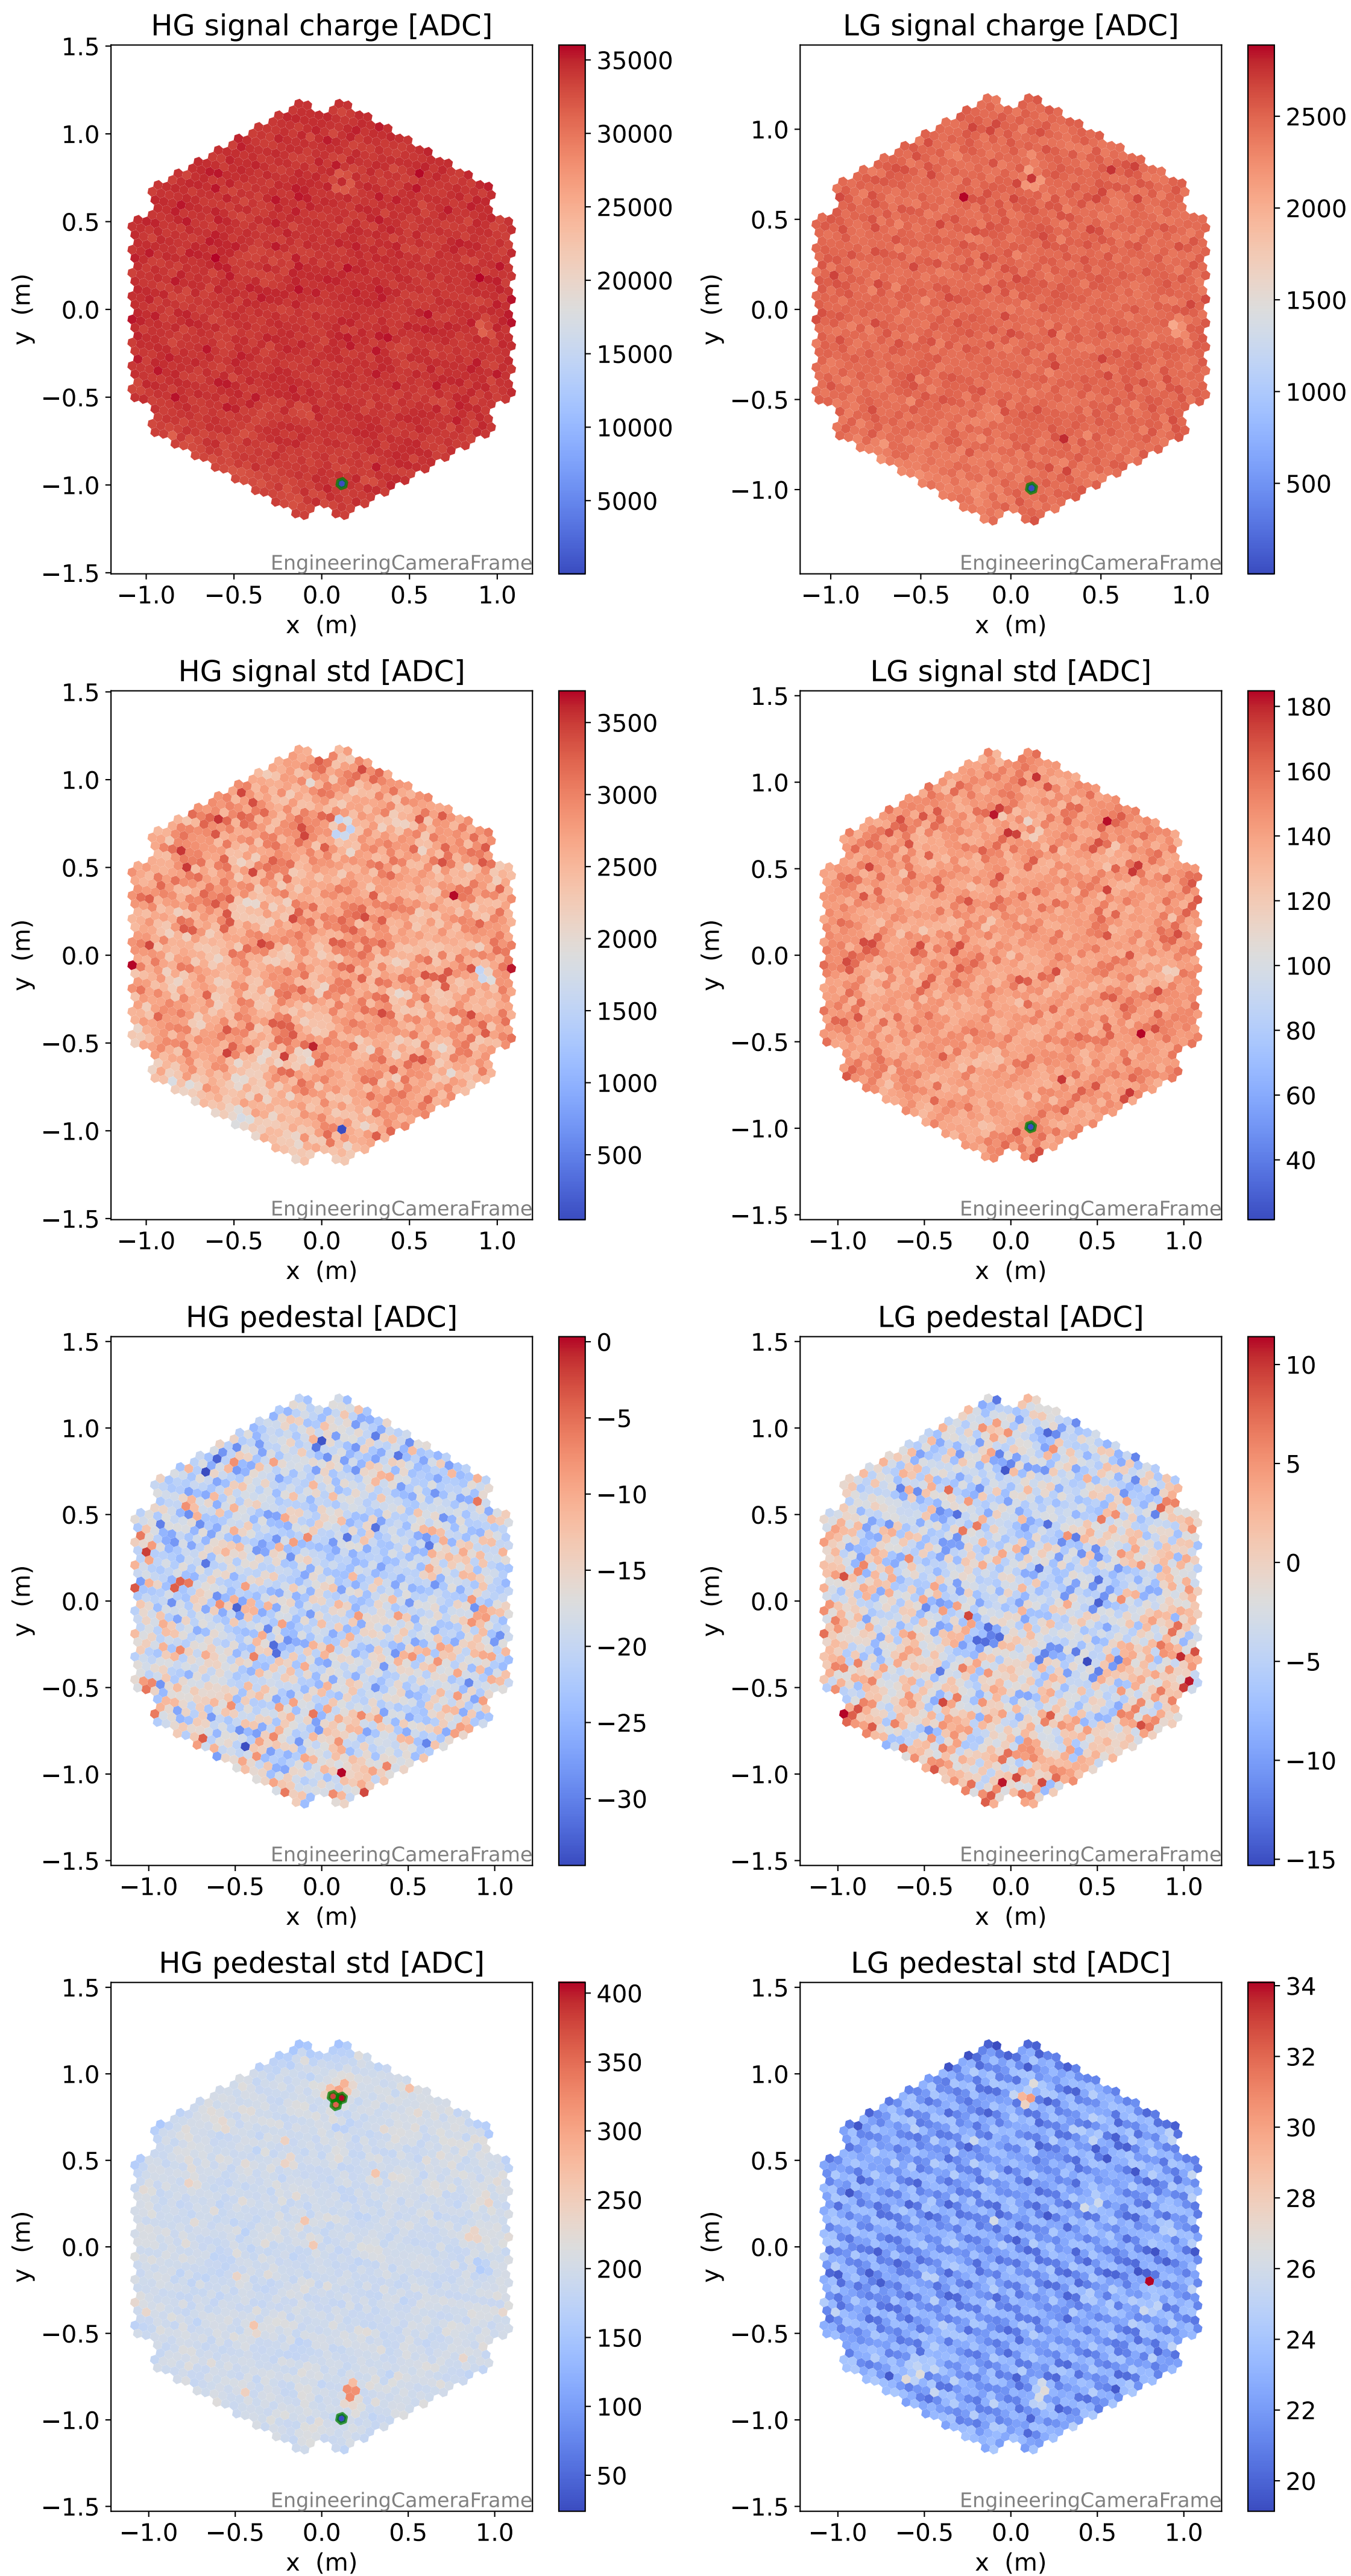 HG signal charge [ADC]
1.5
1.0
0.5
0.0
−0.5
−1.0
−1.5
y (m)
−1.0 −0.5 0.0 0.5 1.0
x (m)
EngineeringCameraFrame
35000
30000
25000
20000
15000
10000
5000
LG signal charge [ADC]
1.0
0.5
0.0
−0.5
−1.0
y (m)
−1.0 −0.5 0.0 0.5 1.0
x (m)
EngineeringCameraFrame
2500
2000
1500
1000
500
HG signal std [ADC]
1.5
1.0
0.5
0.0
−0.5
−1.0
−1.5
y (m)
−1.0 −0.5 0.0 0.5 1.0
x (m)
EngineeringCameraFrame
3500
3000
2500
2000
1500
1000
500
LG signal std [ADC]
1.5
1.0
0.5
0.0
−0.5
−1.0
−1.5
y (m)
−1.0 −0.5 0.0 0.5 1.0
x (m)
EngineeringCameraFrame
180
160
140
120
100
80
60
40
HG pedestal [ADC]
1.5
1.0
0.5
0.0
−0.5
−1.0
−1.5
y (m)
−1.0 −0.5 0.0 0.5 1.0
x (m)
EngineeringCameraFrame
0
−5
−10
−15
−20
−25
−30
LG pedestal [ADC]
1.5
1.0
0.5
0.0
−0.5
−1.0
−1.5
y (m)
−1.0 −0.5 0.0 0.5 1.0
x (m)
EngineeringCameraFrame
10
5
0
−5
−10
−15
HG pedestal std [ADC]
1.5
1.0
0.5
0.0
−0.5
−1.0
−1.5
y (m)
−1.0 −0.5 0.0 0.5 1.0
x (m)
EngineeringCameraFrame
400
350
300
250
200
150
100
50
LG pedestal std [ADC]
1.5
1.0
0.5
0.0
−0.5
−1.0
−1.5
y (m)
−1.0 −0.5 0.0 0.5 1.0
x (m)
EngineeringCameraFrame
34
32
30
28
26
24
22
20